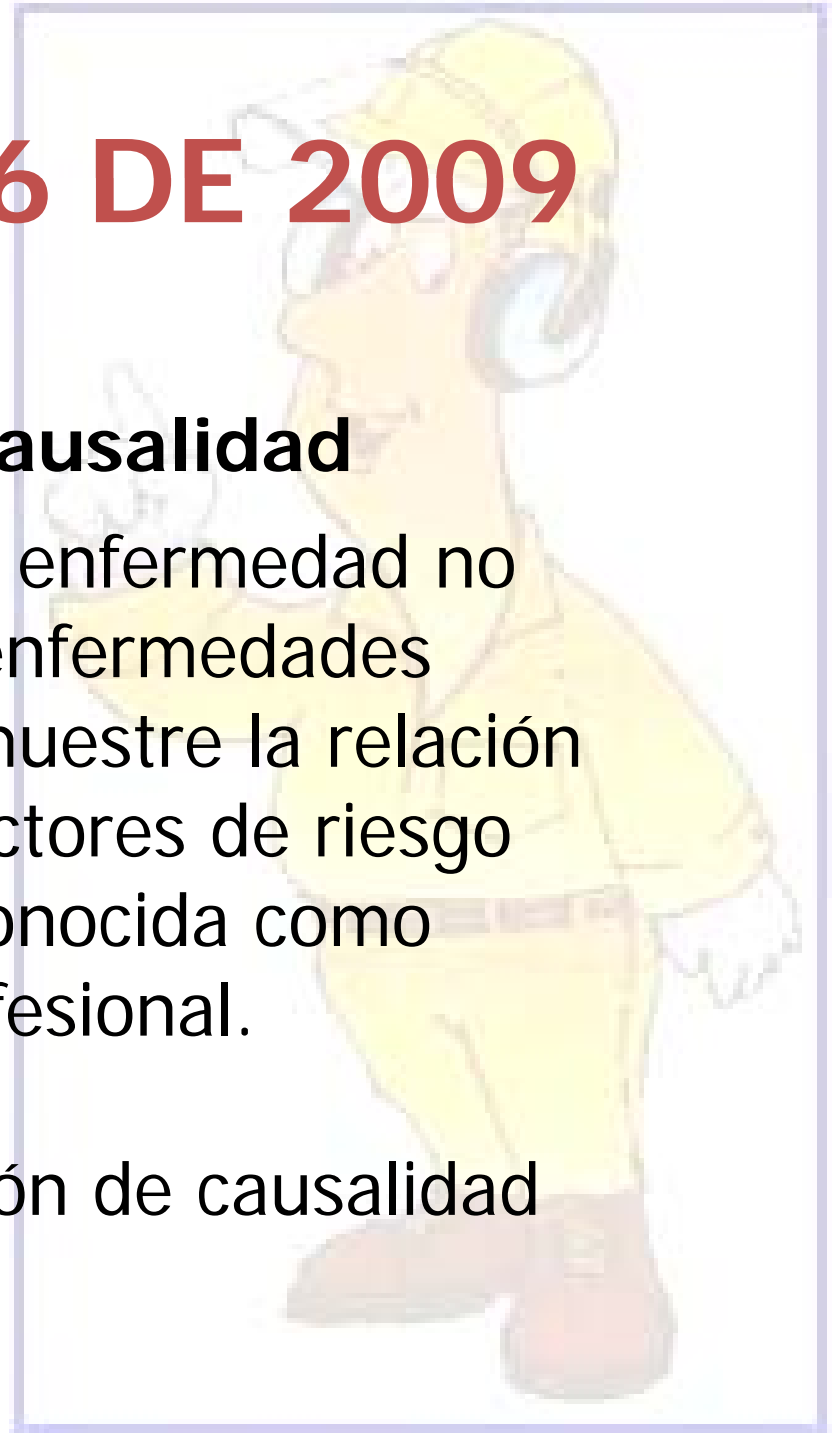 6 DE 2009
ausalidad
enfermedad no
enfermedades
nuestre la relación
ctores de riesgo
onocida como
fesional.
ón de causalidad